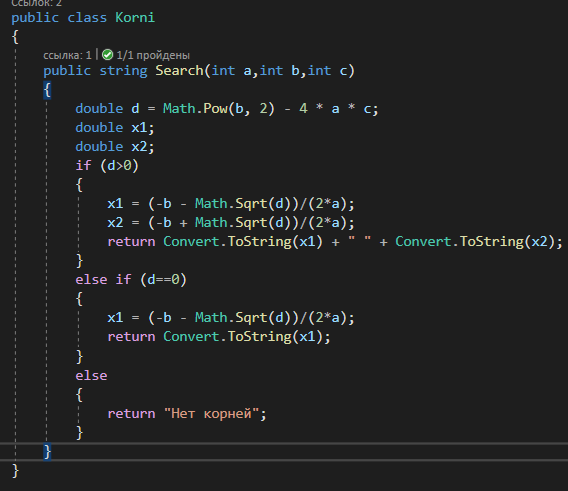 Ссылок: 2
public class Korni
{
ссылка: 1 | 1/1 пройдены
public string Search(int a,int b,int c)
{
double d = Math.Pow(b, 2) - 4 * a * c;
double x1;
double x2;
if (d>0)
{
x1 = (-b - Math.Sqrt(d))/(2*a);
x2 = (-b + Math.Sqrt(d))/(2*a);
return Convert.ToString(x1) + " " + Convert.ToString(x2);
}
else if (d==0)
{
x1 = (-b - Math.Sqrt(d))/(2*a);
return Convert.ToString(x1);
}
else
{
return "Нет корней";
}
}
}